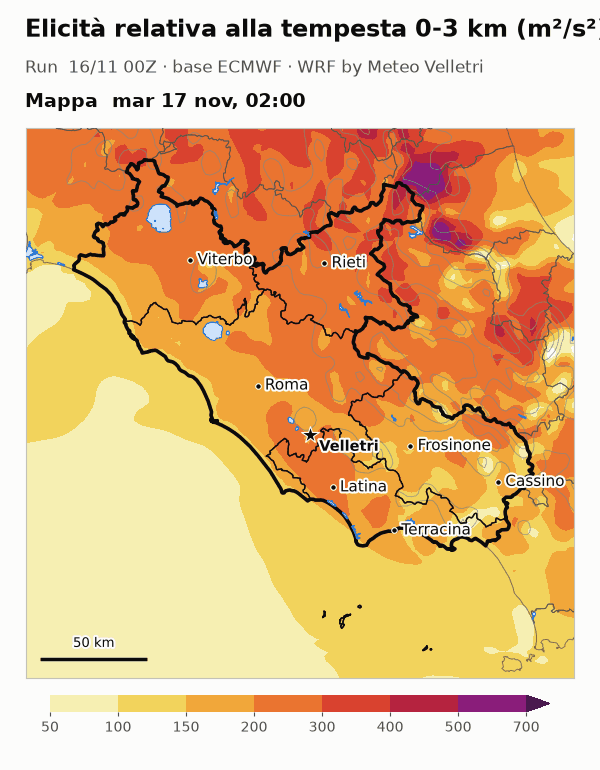 Elicità relativa alla tempesta 0-3 km (m²/s²)
Run 16/11 00Z · base ECMWF · WRF by Meteo Velletri
Mappa mar 17 nov, 02:00
Viterbo
Rieti
Roma
Velletri
Frosinone
Latina
Cassino
Terracina
50 km
50 100 150 200 300 400 500 700